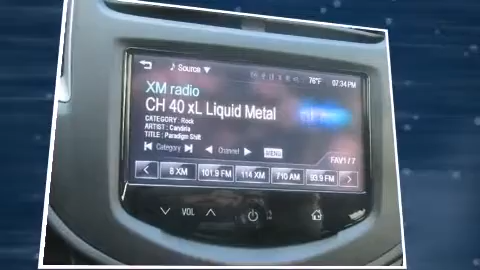 Source ▼ 76°F 07:34 PM
XM radio
CH 40 xL Liquid Metal
CATEGORY : Rock
ARTIST : Candiria
TITLE : Paradigm Shift
Category Channel MENU
FAV1 / 7
8 XM 101.9 FM 114 XM 710 AM 93.9 FM
VOL